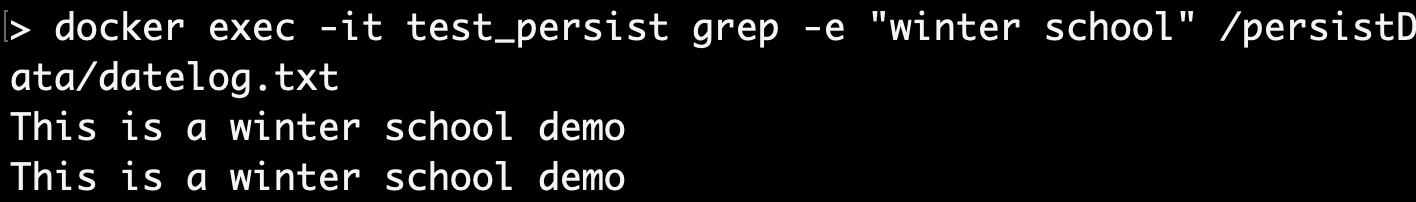 > docker exec -it test_persist grep -e "winter school" /persistD
ata/datelog.txt
This is a winter school demo
This is a winter school demo